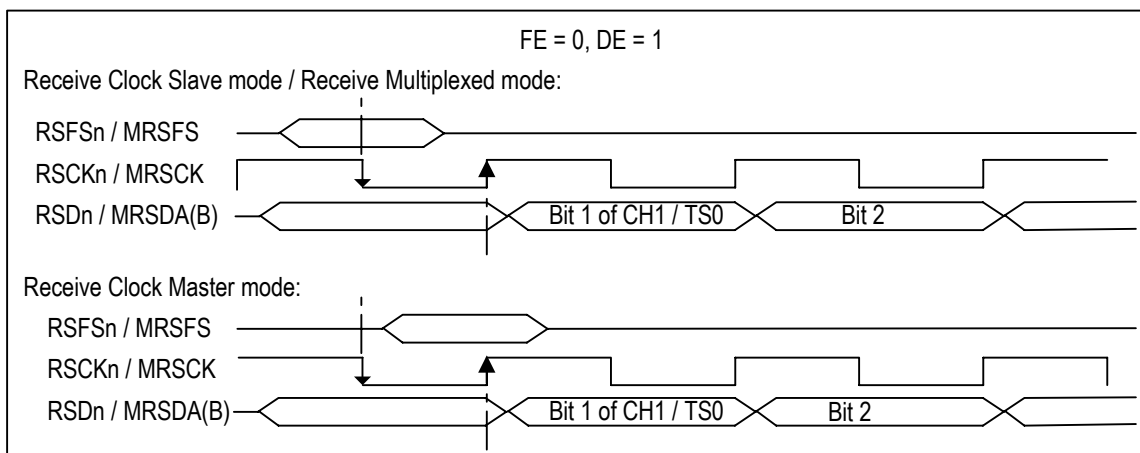 FE = 0, DE = 1
Receive Clock Slave mode / Receive Multiplexed mode:
RSFSn / MRSFS
RSCKn / MRSCK
RSDn / MRSDA(B)
Bit 1 of CH1 / TS0
Bit 2
Receive Clock Master mode:
RSFSn / MRSFS
RSCKn / MRSCK
RSDn / MRSDA(B)
Bit 1 of CH1 / TS0
Bit 2